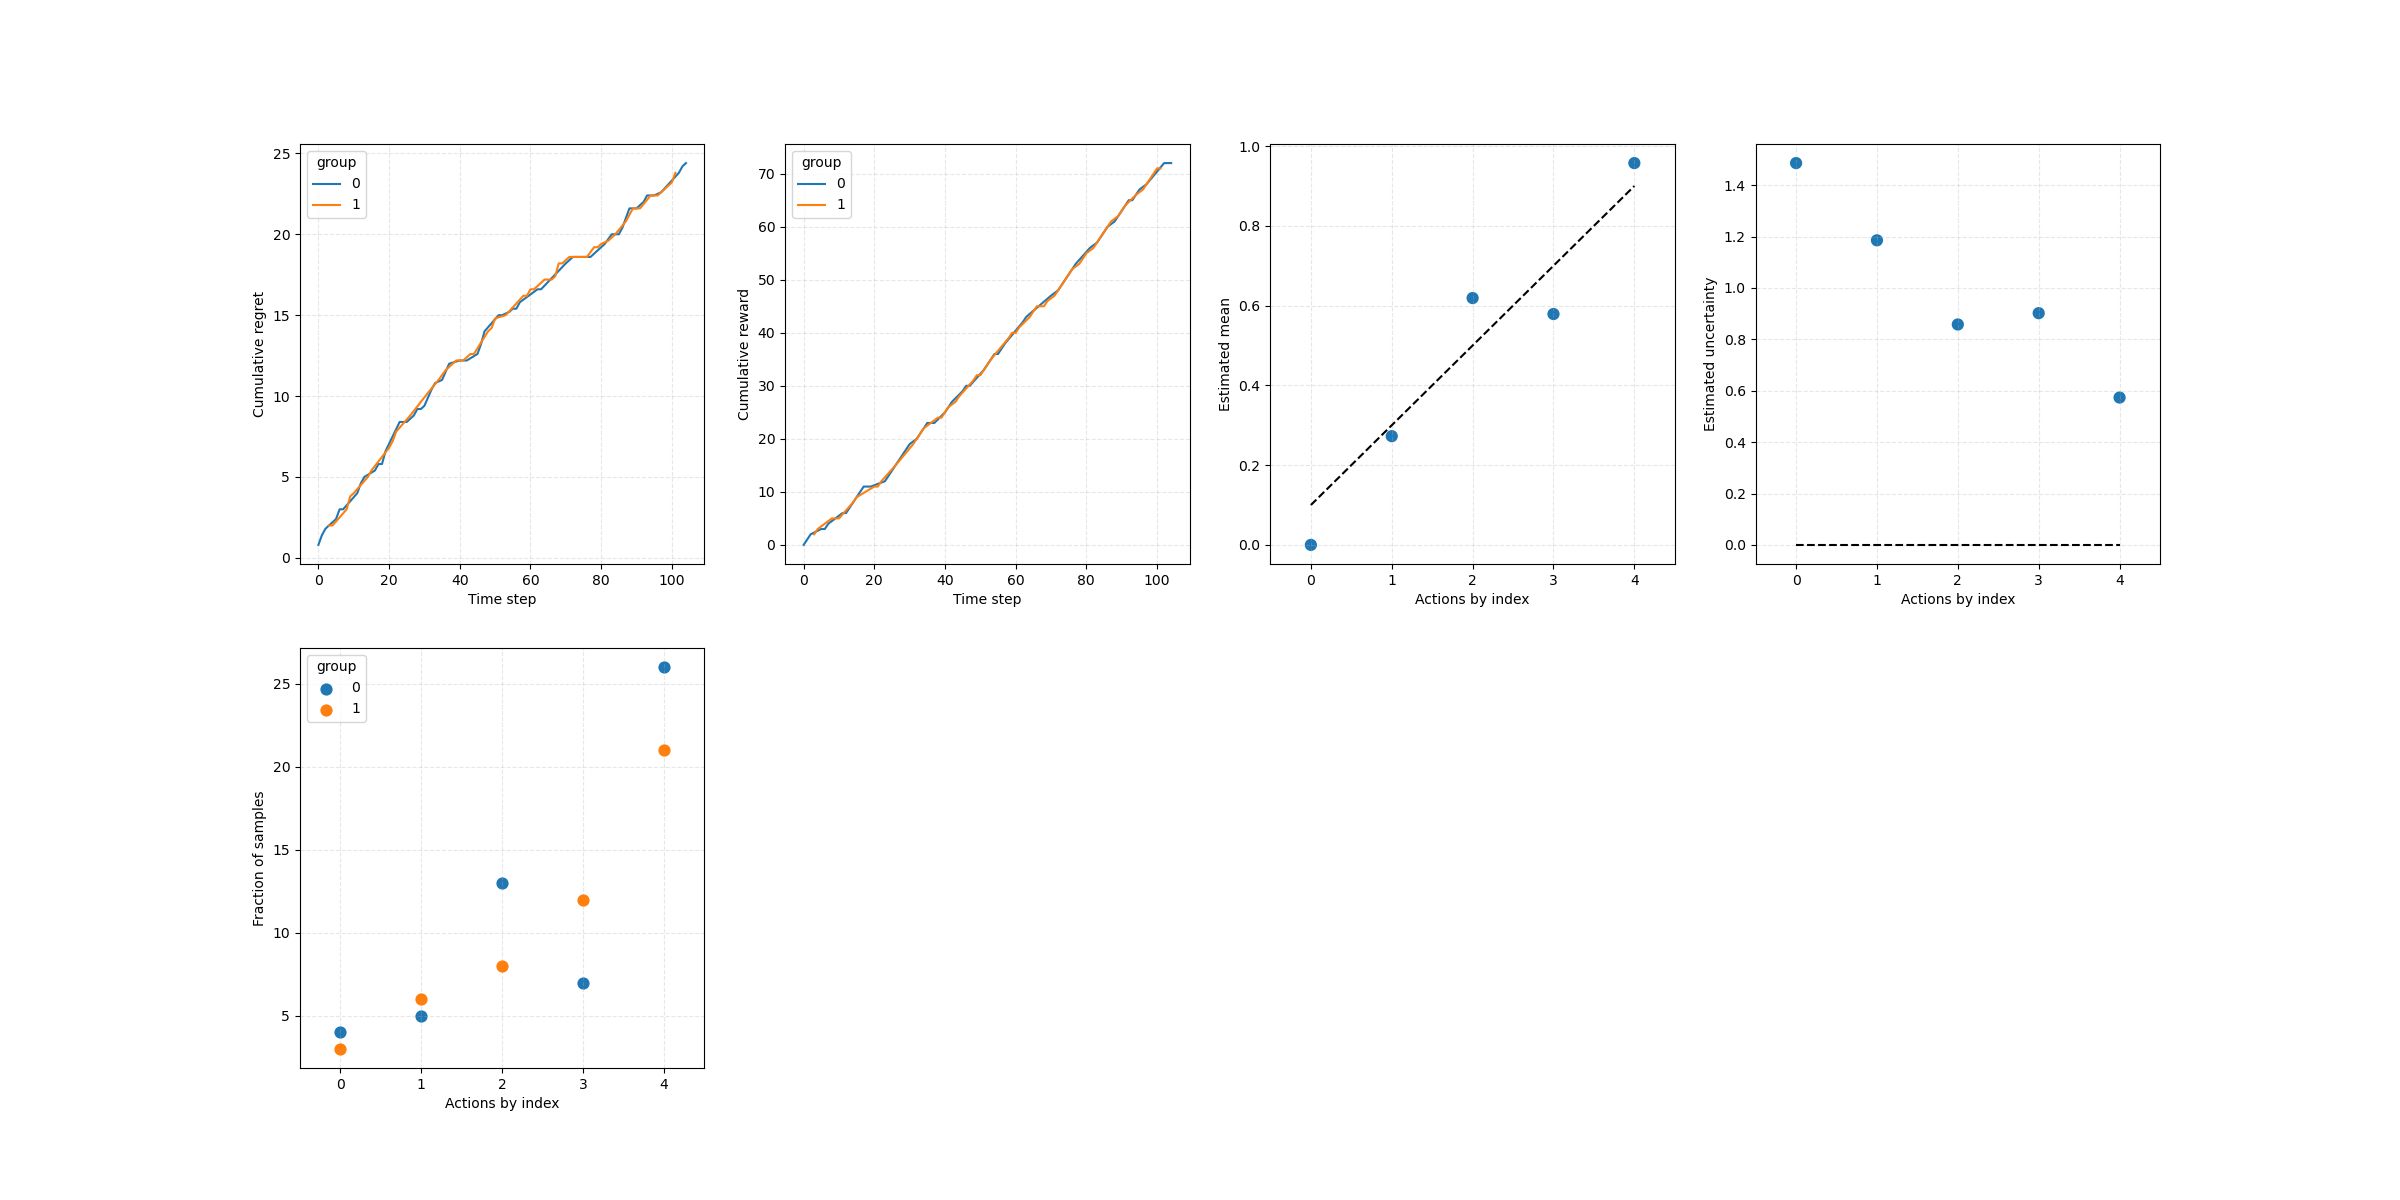 group
0
1
25
20
15
10
5
0
Cumulative regret
0 20 40 60 80 100
Time step
group
0
1
70
60
50
40
30
20
10
0
Cumulative reward
0 20 40 60 80 100
Time step
1.0
0.8
0.6
0.4
0.2
0.0
Estimated mean
0 1 2 3 4
Actions by index
1.4
1.2
1.0
0.8
0.6
0.4
0.2
0.0
Estimated uncertainty
0 1 2 3 4
Actions by index
group
0
1
25
20
15
10
5
Fraction of samples
0 1 2 3 4
Actions by index